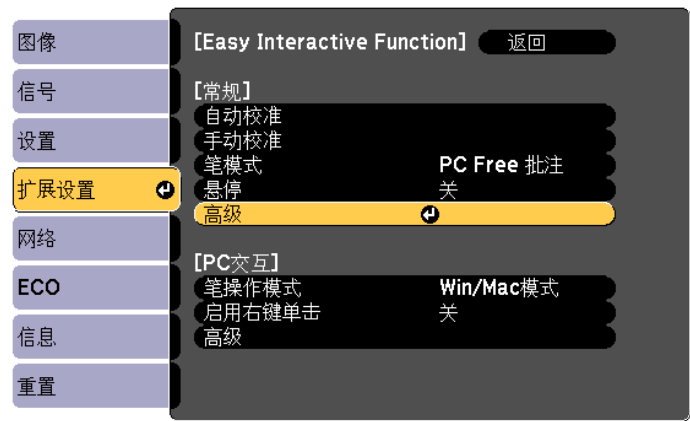 图像
信号
设置
扩展设置
网络
ECO
信息
重置
[Easy Interactive Function] 返回
[常规]
自动校准
手动校准
笔模式 PC Free 批注
悬停 关
高级
[PC交互]
笔操作模式 Win/Mac模式
启用右键单击 关
高级